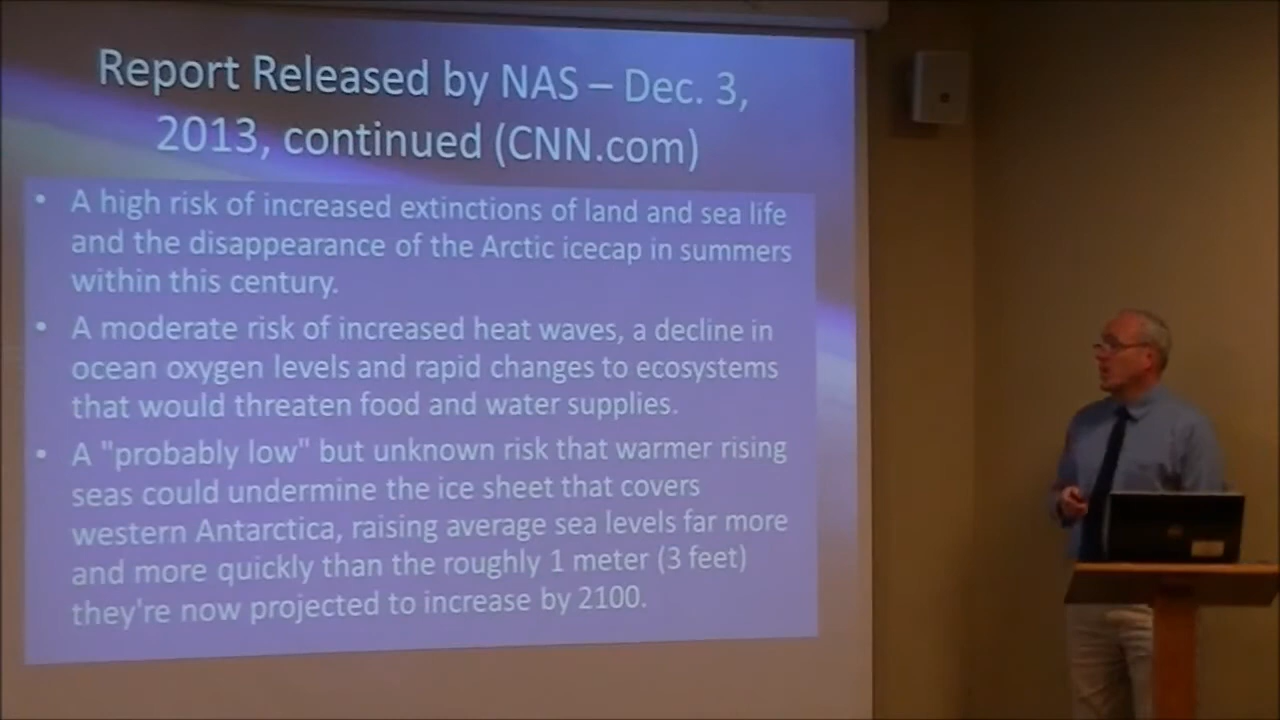 Report Released by NAS – Dec. 3,
2013, continued (CNN.com)
• A high risk of increased extinctions of land and sea life
and the disappearance of the Arctic icecap in summers
within this century.
• A moderate risk of increased heat waves, a decline in
ocean oxygen levels and rapid changes to ecosystems
that would threaten food and water supplies.
• A "probably low" but unknown risk that warmer rising
seas could undermine the ice sheet that covers
western Antarctica, raising average sea levels far more
and more quickly than the roughly 1 meter (3 feet)
they're now projected to increase by 2100.